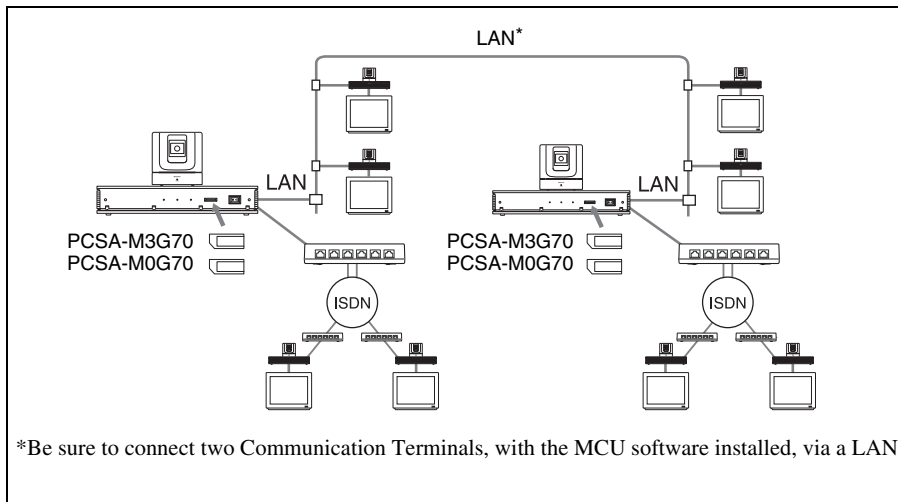 LAN*
LAN
LAN
PCSA-M3G70
PCSA-M0G70
PCSA-M3G70
PCSA-M0G70
ISDN
ISDN
*Be sure to connect two Communication Terminals, with the MCU software installed, via a LAN